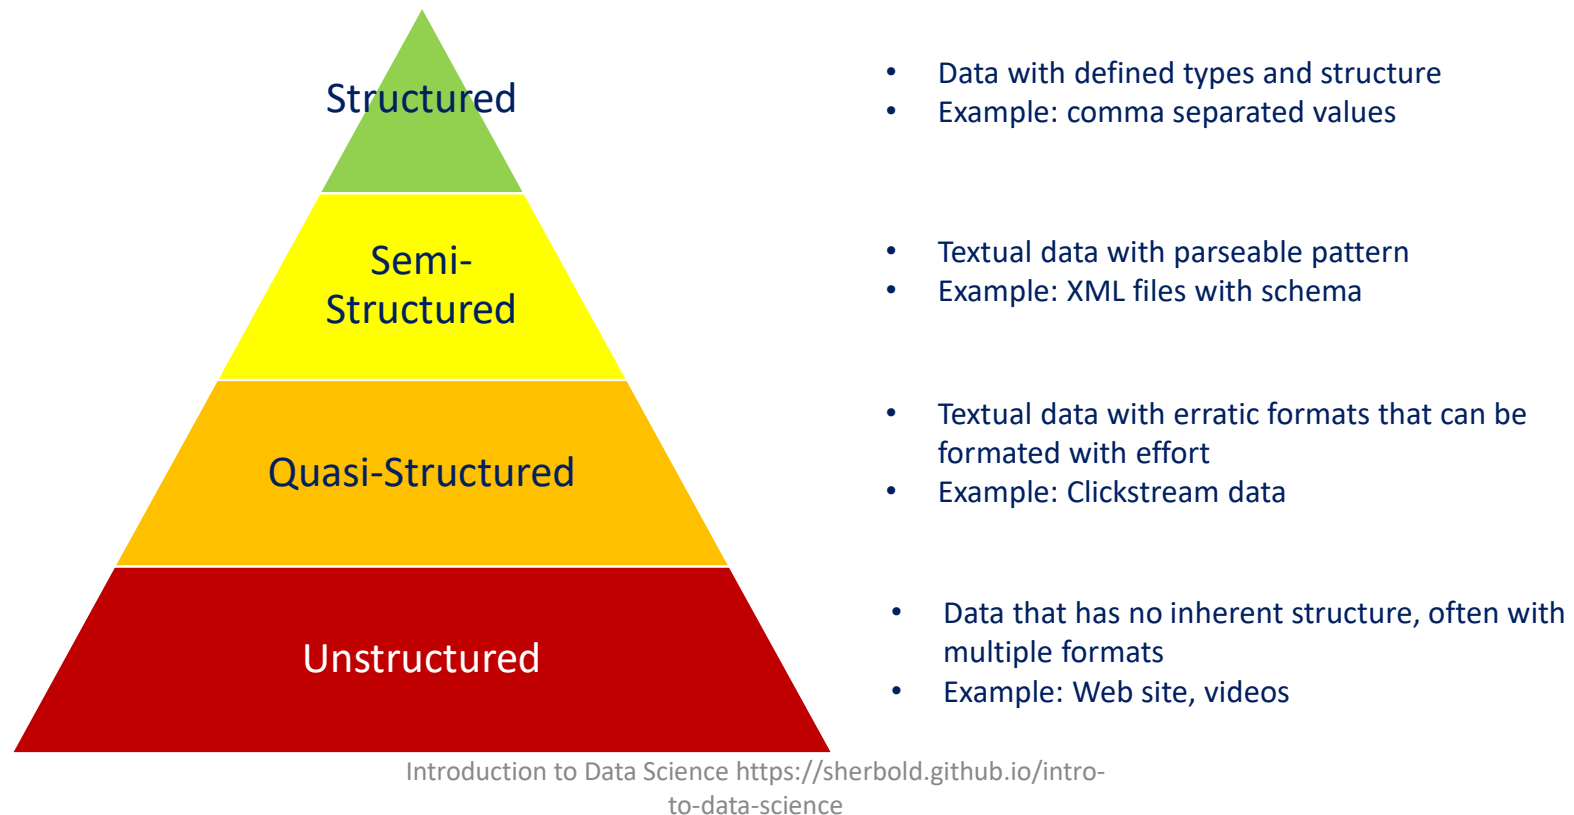 Structured
• Data with defined types and structure
• Example: comma separated values
Semi-
Structured
• Textual data with parseable pattern
• Example: XML files with schema
Quasi-Structured
• Textual data with erratic formats that can be
formated with effort
• Example: Clickstream data
Unstructured
• Data that has no inherent structure, often with
multiple formats
• Example: Web site, videos
Introduction to Data Science https://sherbold.github.io/intro-
to-data-science